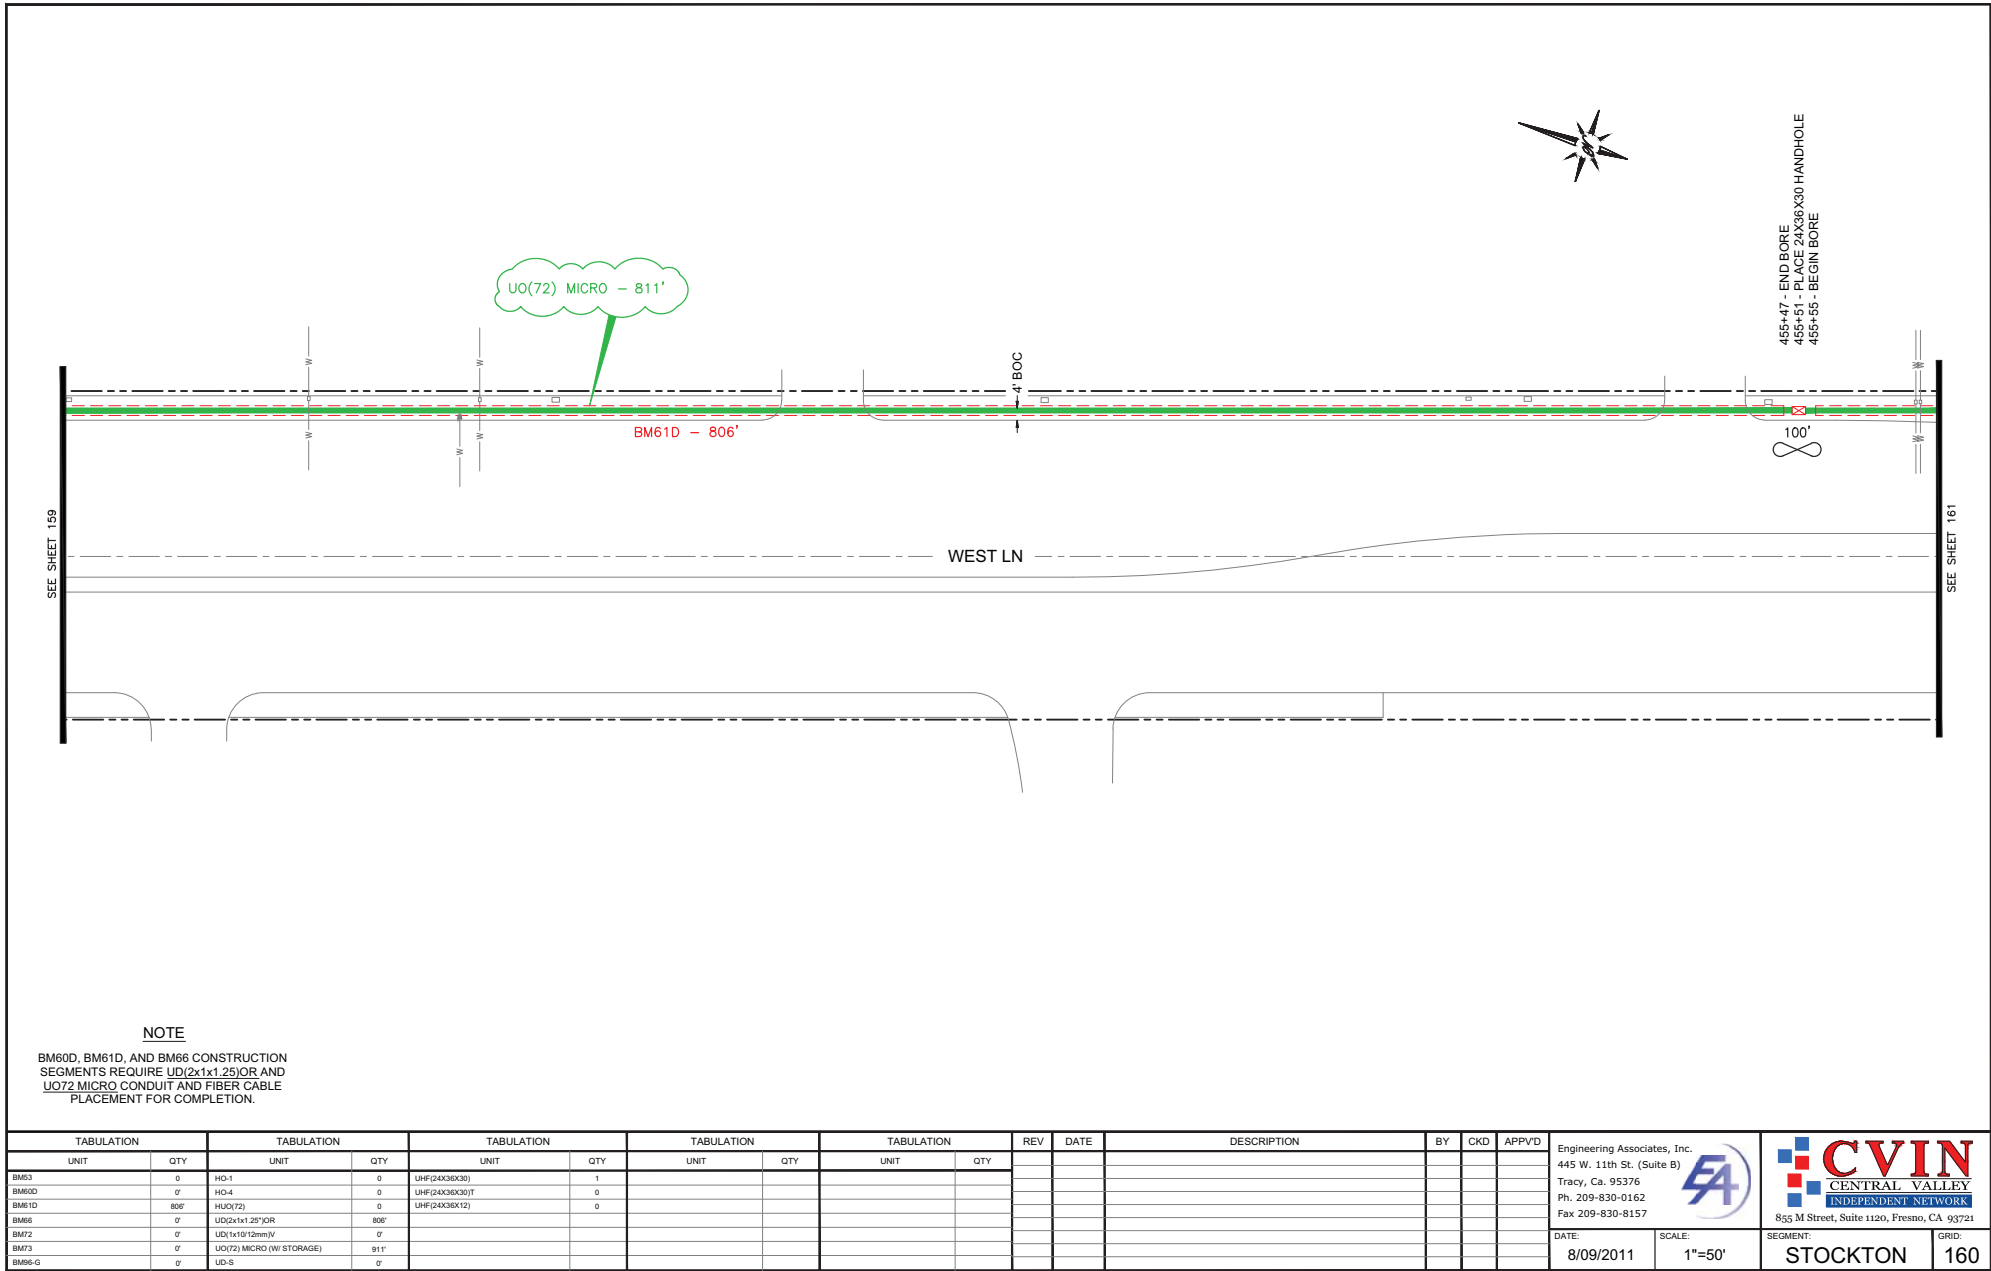 455+47 - END BORE
455+51 - PLACE 24X36X30 HANDHOLE
455+55 - BEGIN BORE
UO(72) MICRO - 811'
4' BOC
W
W
W
W
W
W
W
W
W
BM61D - 806'
100'
SEE SHEET 159
WEST LN
SEE SHEET 161
NOTE
BM60D, BM61D, AND BM66 CONSTRUCTION
SEGMENTS REQUIRE UD(2x1x1.25)OR AND
UO72 MICRO CONDUIT AND FIBER CABLE
PLACEMENT FOR COMPLETION.
TABULATION TABULATION TABULATION TABULATION TABULATION REV DATE DESCRIPTION BY CKD APPV'D
UNIT QTY UNIT QTY UNIT QTY UNIT QTY UNIT QTY
BM53 0 HO-1 0 UHF(24X36X30) 1
BM60D 0' HO-4 0 UHF(24X36X30)T 0
BM61D 806' HUO(72) 0 UHF(24X36X12) 0
BM66 0' UD(2x1x1.25")OR 806'
BM72 0' UD(1x10/12mm)V 0'
BM73 0' UO(72) MICRO (W/ STORAGE) 911'
BM96-G 0' UD-S 0'
Engineering Associates, Inc.
445 W. 11th St. (Suite B)
Tracy, Ca. 95376
Ph. 209-830-0162
Fax 209-830-8157
EA
CVIN
CENTRAL VALLEY
INDEPENDENT NETWORK
855 M Street, Suite 1120, Fresno, CA 93721
DATE: SCALE: SEGMENT: GRID:
8/09/2011 1"=50' STOCKTON 160